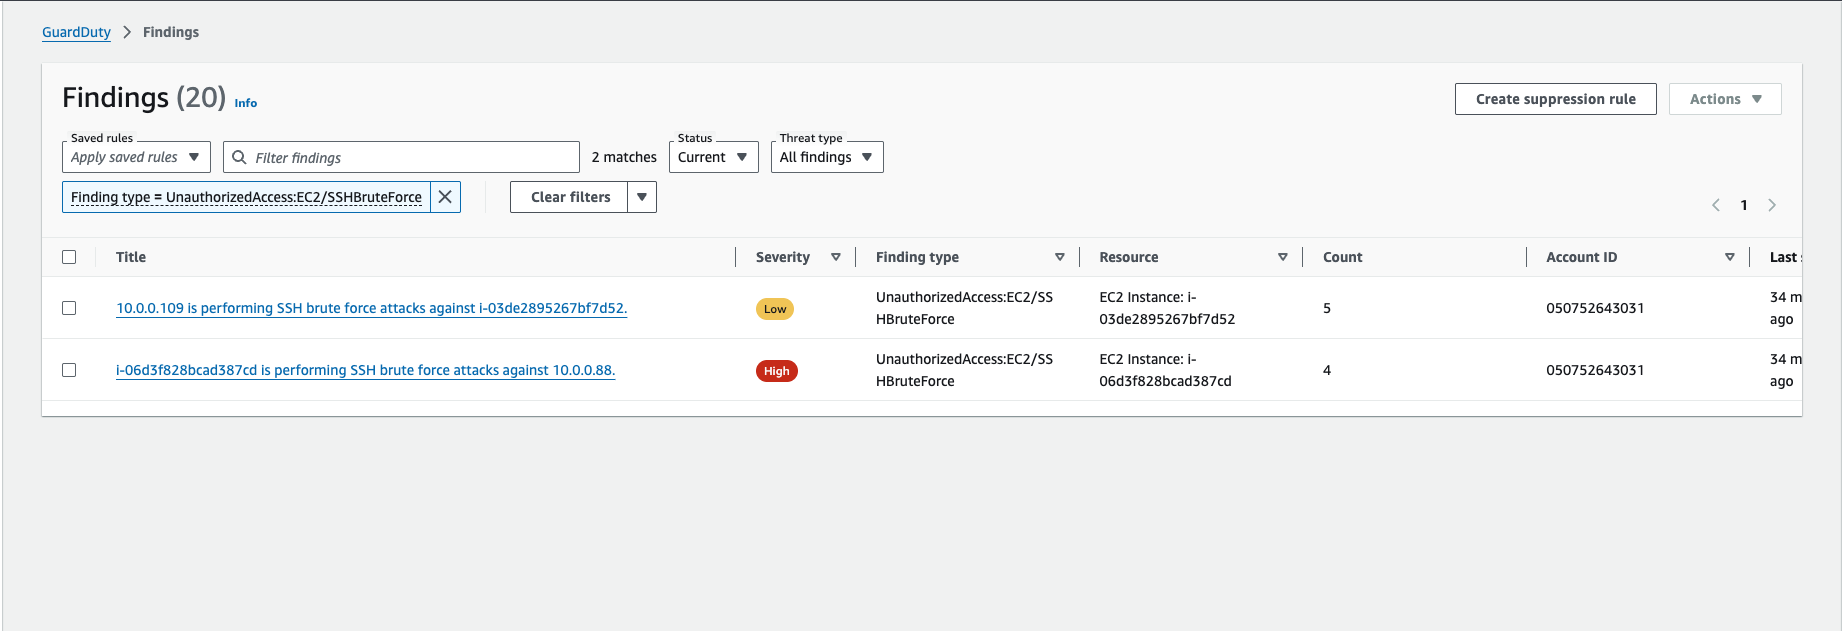 GuardDuty > Findings
Findings (20) Info
Create suppression rule
Actions
Saved rules
Apply saved rules
Filter findings
2 matches
Status
Current
Threat type
All findings
Finding type = UnauthorizedAccess:EC2/SSHBruteForce
Clear filters
1
Title Severity Finding type Resource Count Account ID Last
10.0.0.109 is performing SSH brute force attacks against i-03de2895267bf7d52.
Low
UnauthorizedAccess:EC2/SS
HBruteForce
EC2 Instance: i-
03de2895267bf7d52
5
050752643031
34 m
ago
i-06d3f828bcad387cd is performing SSH brute force attacks against 10.0.0.88.
High
UnauthorizedAccess:EC2/SS
HBruteForce
EC2 Instance: i-
06d3f828bcad387cd
4
050752643031
34 m
ago